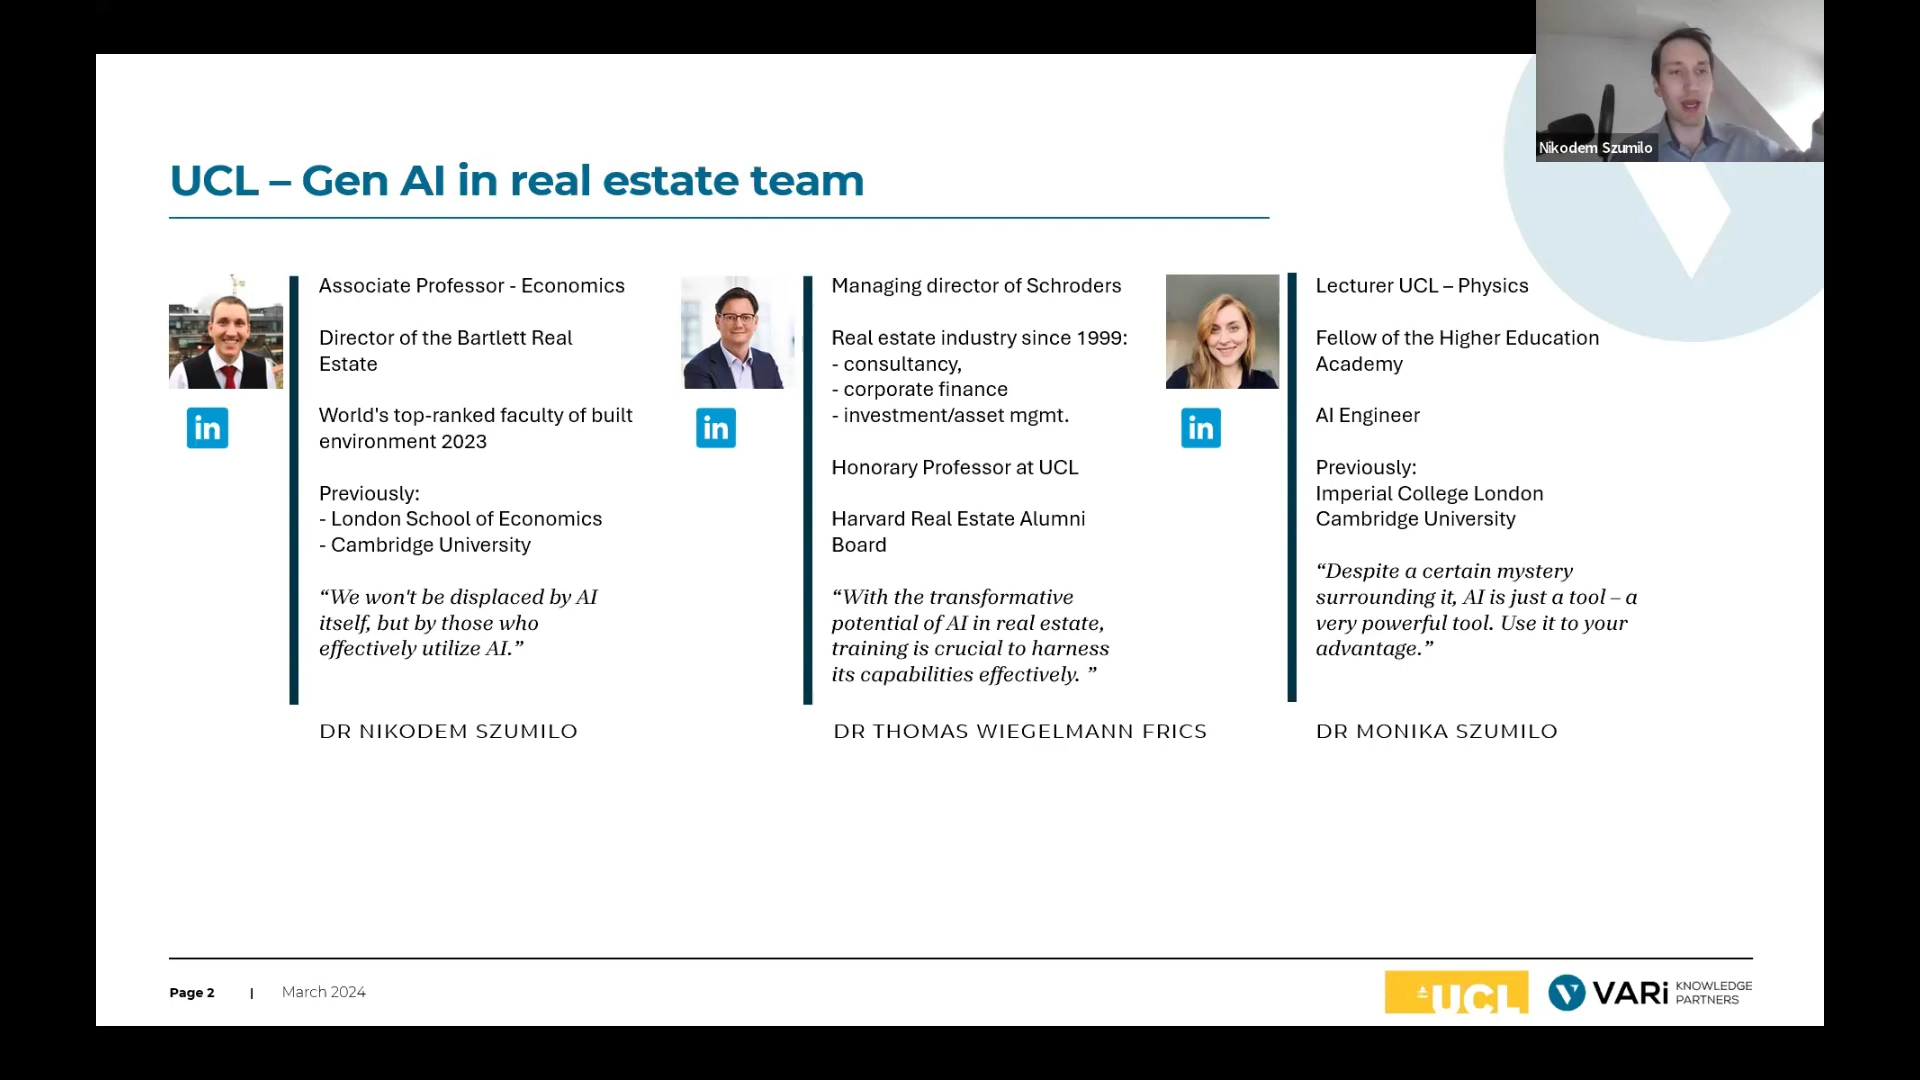 Nikodem Szumilo
UCL – Gen AI in real estate team
Associate Professor - Economics
Director of the Bartlett Real
Estate
World's top-ranked faculty of built
environment 2023
Previously:
- London School of Economics
- Cambridge University
“We won't be displaced by AI
itself, but by those who
effectively utilize AI.”
DR NIKODEM SZUMILO
in
Managing director of Schroders
Real estate industry since 1999:
- consultancy,
- corporate finance
- investment/asset mgmt.
Honorary Professor at UCL
Harvard Real Estate Alumni
Board
“With the transformative
potential of AI in real estate,
training is crucial to harness
its capabilities effectively. ”
DR THOMAS WIEGELMANN FRICS
in
Lecturer UCL – Physics
Fellow of the Higher Education
Academy
AI Engineer
Previously:
Imperial College London
Cambridge University
“Despite a certain mystery
surrounding it, AI is just a tool – a
very powerful tool. Use it to your
advantage.”
DR MONIKA SZUMILO
in
Page 2 | March 2024
UCL
VARi KNOWLEDGE
PARTNERS